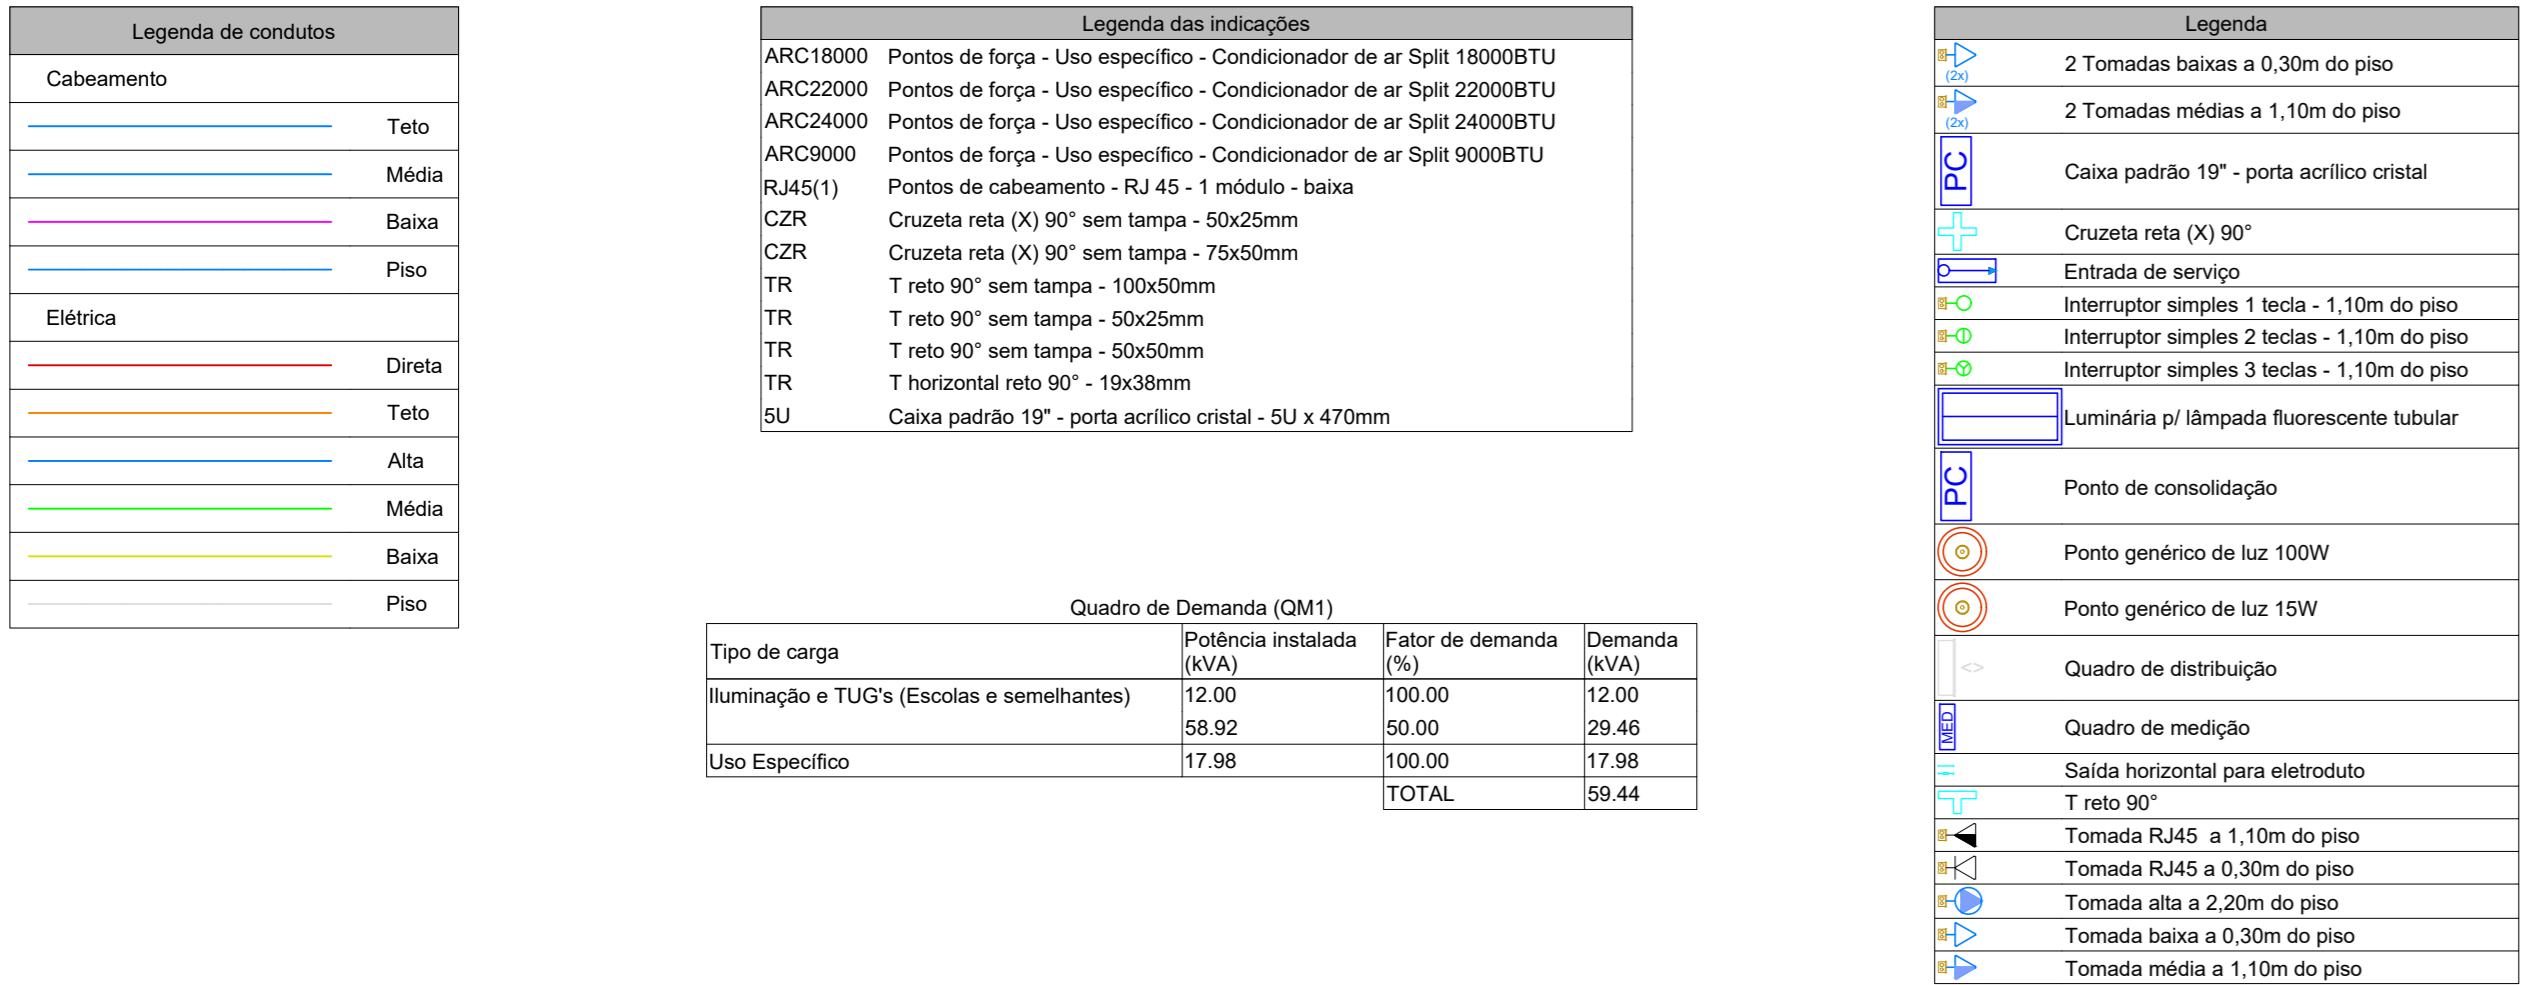 Legenda de condutos
Cabeamento
Teto
Média
Baixa
Piso
Elétrica
Direta
Teto
Alta
Média
Baixa
Piso
Legenda das indicações
ARC18000 Pontos de força - Uso específico - Condicionador de ar Split 18000BTU
ARC22000 Pontos de força - Uso específico - Condicionador de ar Split 22000BTU
ARC24000 Pontos de força - Uso específico - Condicionador de ar Split 24000BTU
ARC9000 Pontos de força - Uso específico - Condicionador de ar Split 9000BTU
RJ45(1) Pontos de cabeamento - RJ 45 - 1 módulo - baixa
CZR Cruzeta reta (X) 90° sem tampa - 50x25mm
CZR Cruzeta reta (X) 90° sem tampa - 75x50mm
TR T reto 90° sem tampa - 100x50mm
TR T reto 90° sem tampa - 50x25mm
TR T reto 90° sem tampa - 50x50mm
TR T horizontal reto 90° - 19x38mm
5U Caixa padrão 19" - porta acrílico cristal - 5U x 470mm
Quadro de Demanda (QM1)
Tipo de carga Potência instalada (kVA) Fator de demanda (%) Demanda (kVA)
Iluminação e TUG's (Escolas e semelhantes) 12.00 100.00 12.00
58.92 50.00 29.46
Uso Específico 17.98 100.00 17.98
TOTAL 59.44
Legenda
(2x) 2 Tomadas baixas a 0,30m do piso
(2x) 2 Tomadas médias a 1,10m do piso
PC Caixa padrão 19" - porta acrílico cristal
Cruzeta reta (X) 90°
Entrada de serviço
Interruptor simples 1 tecla - 1,10m do piso
Interruptor simples 2 teclas - 1,10m do piso
Interruptor simples 3 teclas - 1,10m do piso
Luminária p/ lâmpada fluorescente tubular
PC Ponto de consolidação
Ponto genérico de luz 100W
Ponto genérico de luz 15W
<> Quadro de distribuição
MED Quadro de medição
Saída horizontal para eletroduto
T reto 90°
Tomada RJ45 a 1,10m do piso
Tomada RJ45 a 0,30m do piso
Tomada alta a 2,20m do piso
Tomada baixa a 0,30m do piso
Tomada média a 1,10m do piso